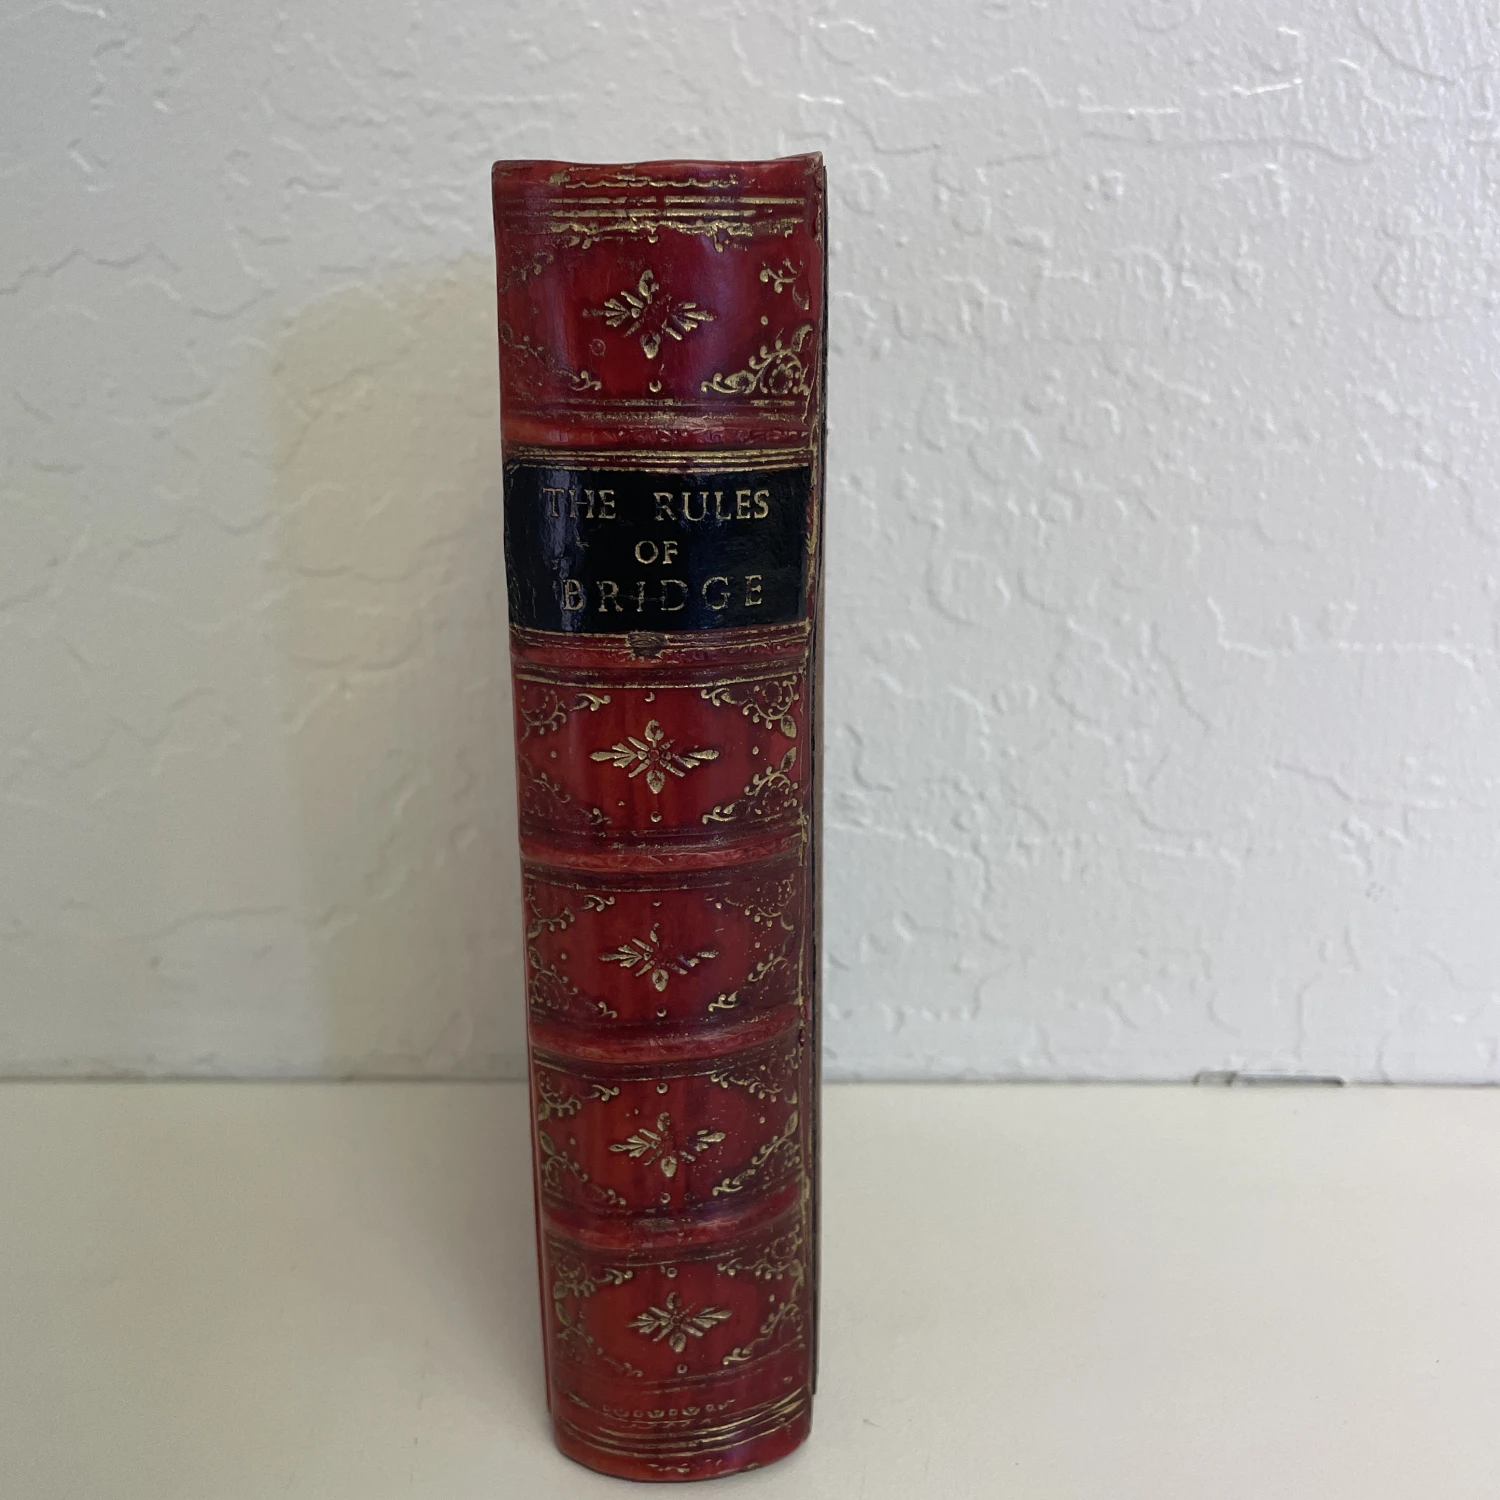 THE RULES
OF
BRIDGE